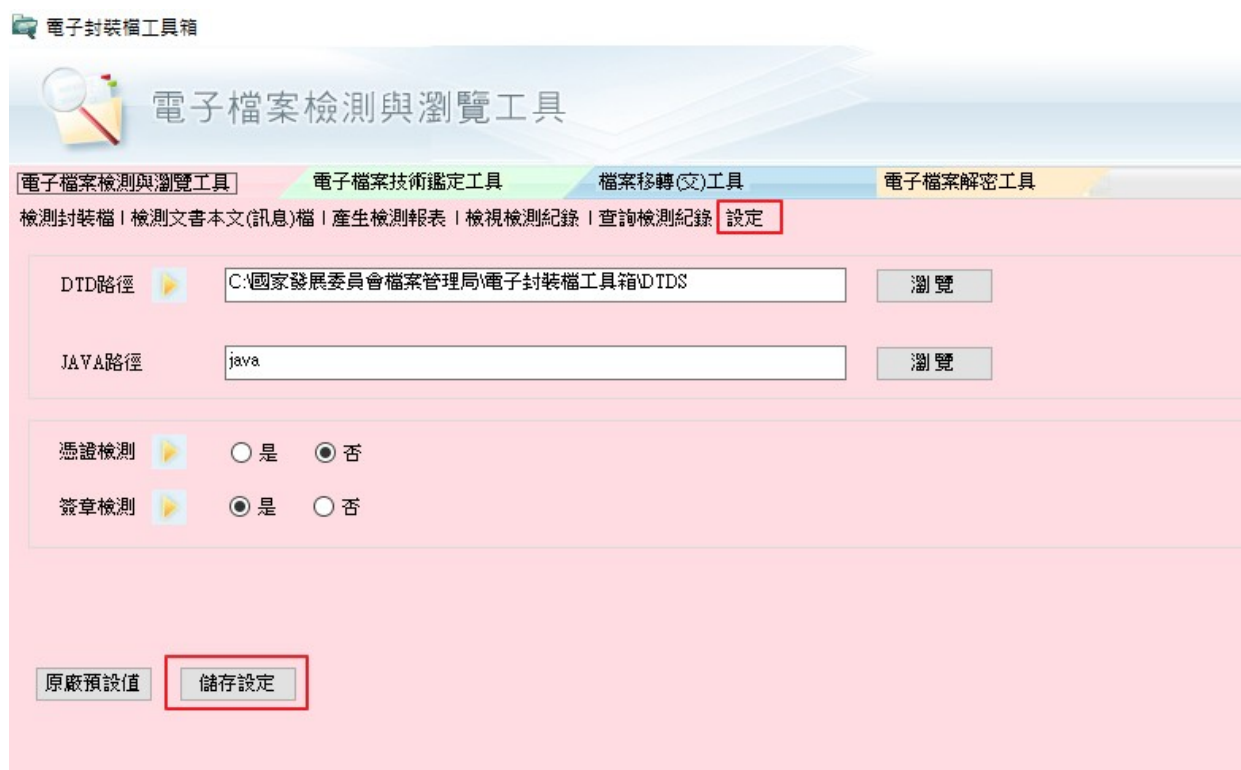 電子封裝檔工具箱
電子檔案檢測與瀏覽工具
電子檔案檢測與瀏覽工具 電子檔案技術鑑定工具 檔案移轉(交)工具 電子檔案解密工具
檢測封裝檔 | 檢測文書本文(訊息)檔 | 產生檢測報表 | 檢視檢測紀錄 | 查詢檢測紀錄 設定
DTD路徑 C:\國家發展委員會檔案管理局\電子封裝檔工具箱\DTDS 瀏覽
JAVA路徑 java 瀏覽
憑證檢測 是 否
簽章檢測 是 否
原廠預設值 儲存設定